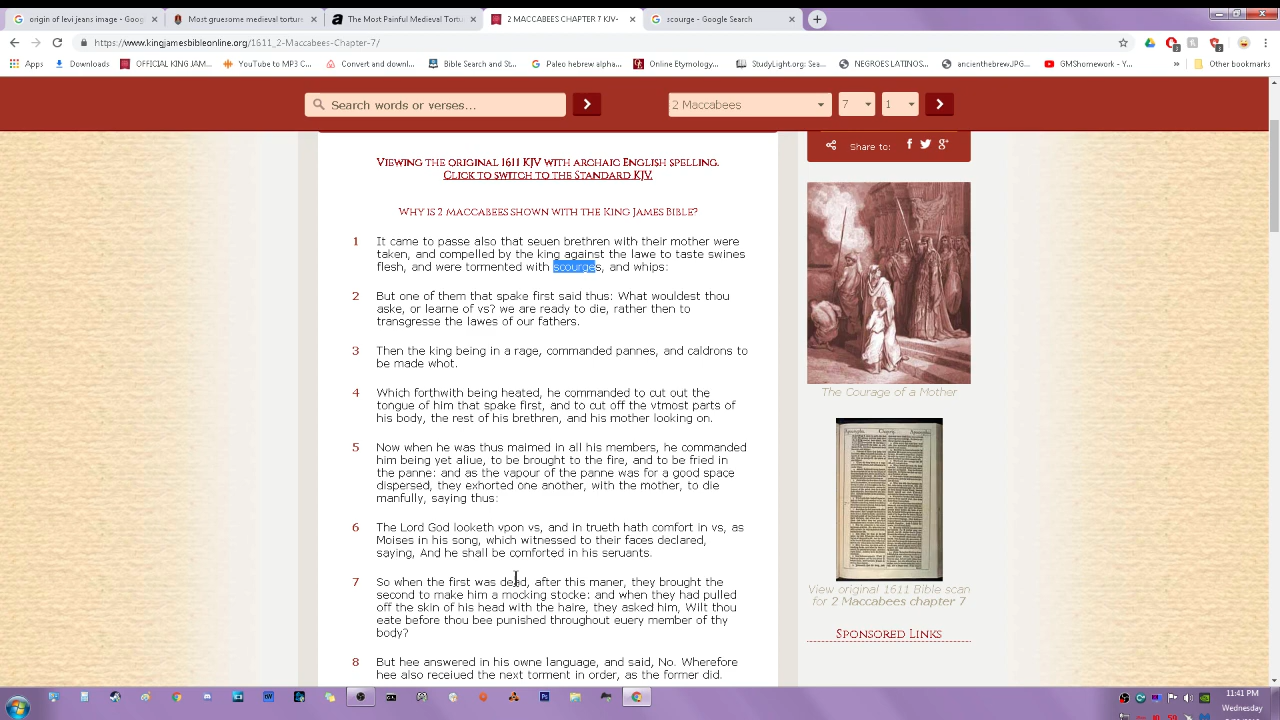 origin of levi jeans image - Goog
Most gruesome medieval torture
The Most Painful Medieval Tortu
2
CHAPTER 7 KJV-
scourge - Google Search
https://www.kingjamesbibleonline.org/1611_2-Maccabees-Chapter-7/
Apps
Downloads
OFFICIAL KING JAM...
YouTube to MP3 C...
Convert and downl...
Bible Search and St...
Paleo hebrew alpha...
Online Etymology...
StudyLight.org: Sea...
NEGROES LATINOS...
ancienthebrewJPG...
GMShomework - Y...
Other bookmarks
Search words or verses...
2 Maccabees
7
1
Share to:
Viewing the original 1611 KJV with archaic English spelling.
Click to switch to the Standard KJV.
Why is 2 Maccabees shown with the King James Bible?
1 It came to passe also that seuen brethren with their mother were
taken, and compelled by the king against the lawe to taste swines
flesh, and were tormented with scourges, and whips:
2 But one of them that spake first said thus: What wouldest thou
aske, or learne of vs? we are ready to die, rather then to
transgresse the lawes of our fathers.
3 Then the king being in a rage, commanded pannes, and caldrons to
be made whot.
4 Which forthwith being heated, he commanded to cut out the
tongue of him that spake first, and to cut off the vtmost parts of
his body, the rest of his brethren, and his mother looking on.
5 Now when he was thus maimed in all his members, he commanded
him being yet aliue, to be brought to the fire, and to be fried in
the panne: and as the vapour of the panne was for a good space
dispersed, they exhorted one another, with the mother, to die
manfully, saying thus:
6 The Lord God looketh vpon vs, and in trueth hath comfort in vs, as
Moises in his song, which witnessed to their faces declared,
saying, And he shall be comforted in his seruants.
7 So when the first was dead, after this maner, they brought the
second to make him a mocking stocke: and when they had pulled
off the skin of his head with the haire, they asked him, Wilt thou
eate before thou bee punished throughout euery member of thy
body?
8 But hee answered in his owne language, and said, No. Wherefore
hee also receiued the next torment in order, as the former did.
The Courage of a Mother
View original 1611 Bible scan
for 2 Maccabees chapter 7
Sponsored Links
11:41 PM
Wednesday